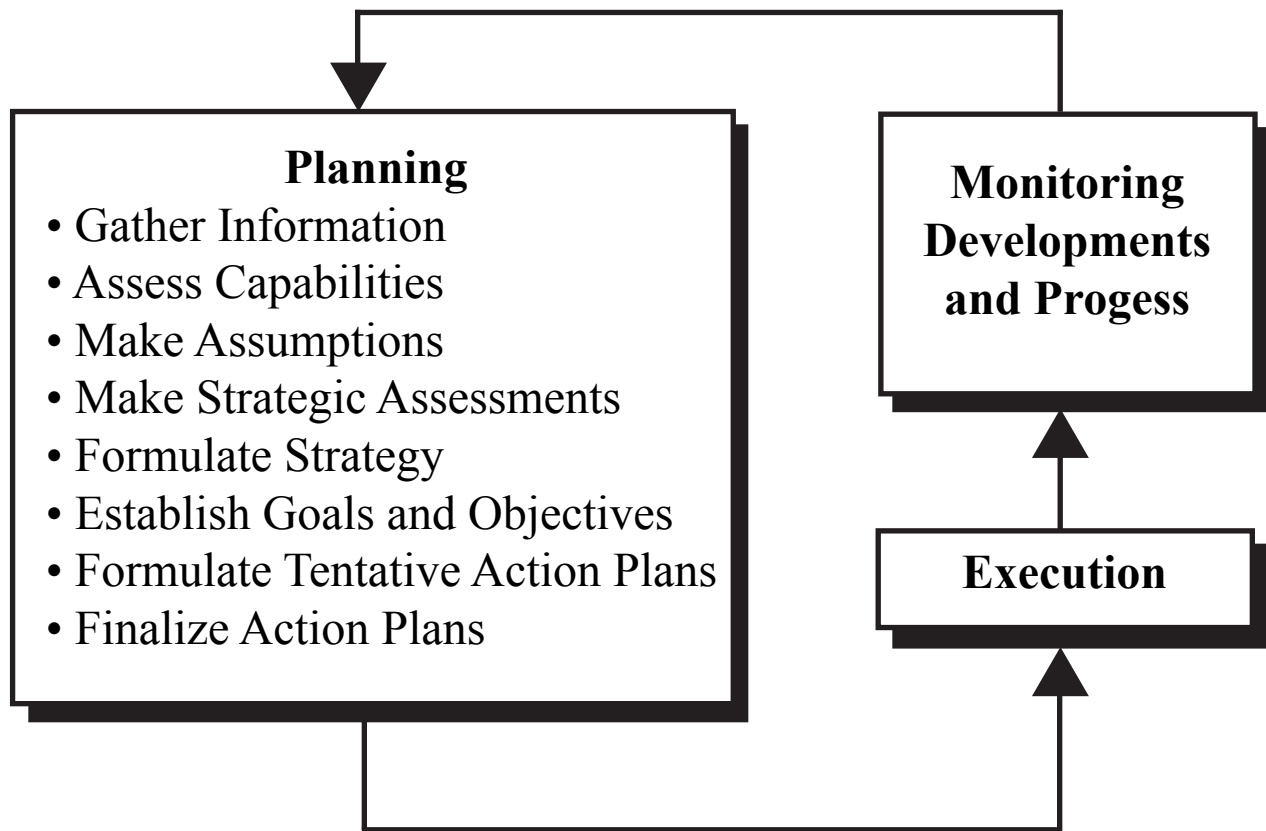 Planning
• Gather Information
• Assess Capabilities
• Make Assumptions
• Make Strategic Assessments
• Formulate Strategy
• Establish Goals and Objectives
• Formulate Tentative Action Plans
• Finalize Action Plans
Monitoring
Developments
and Progess
Execution